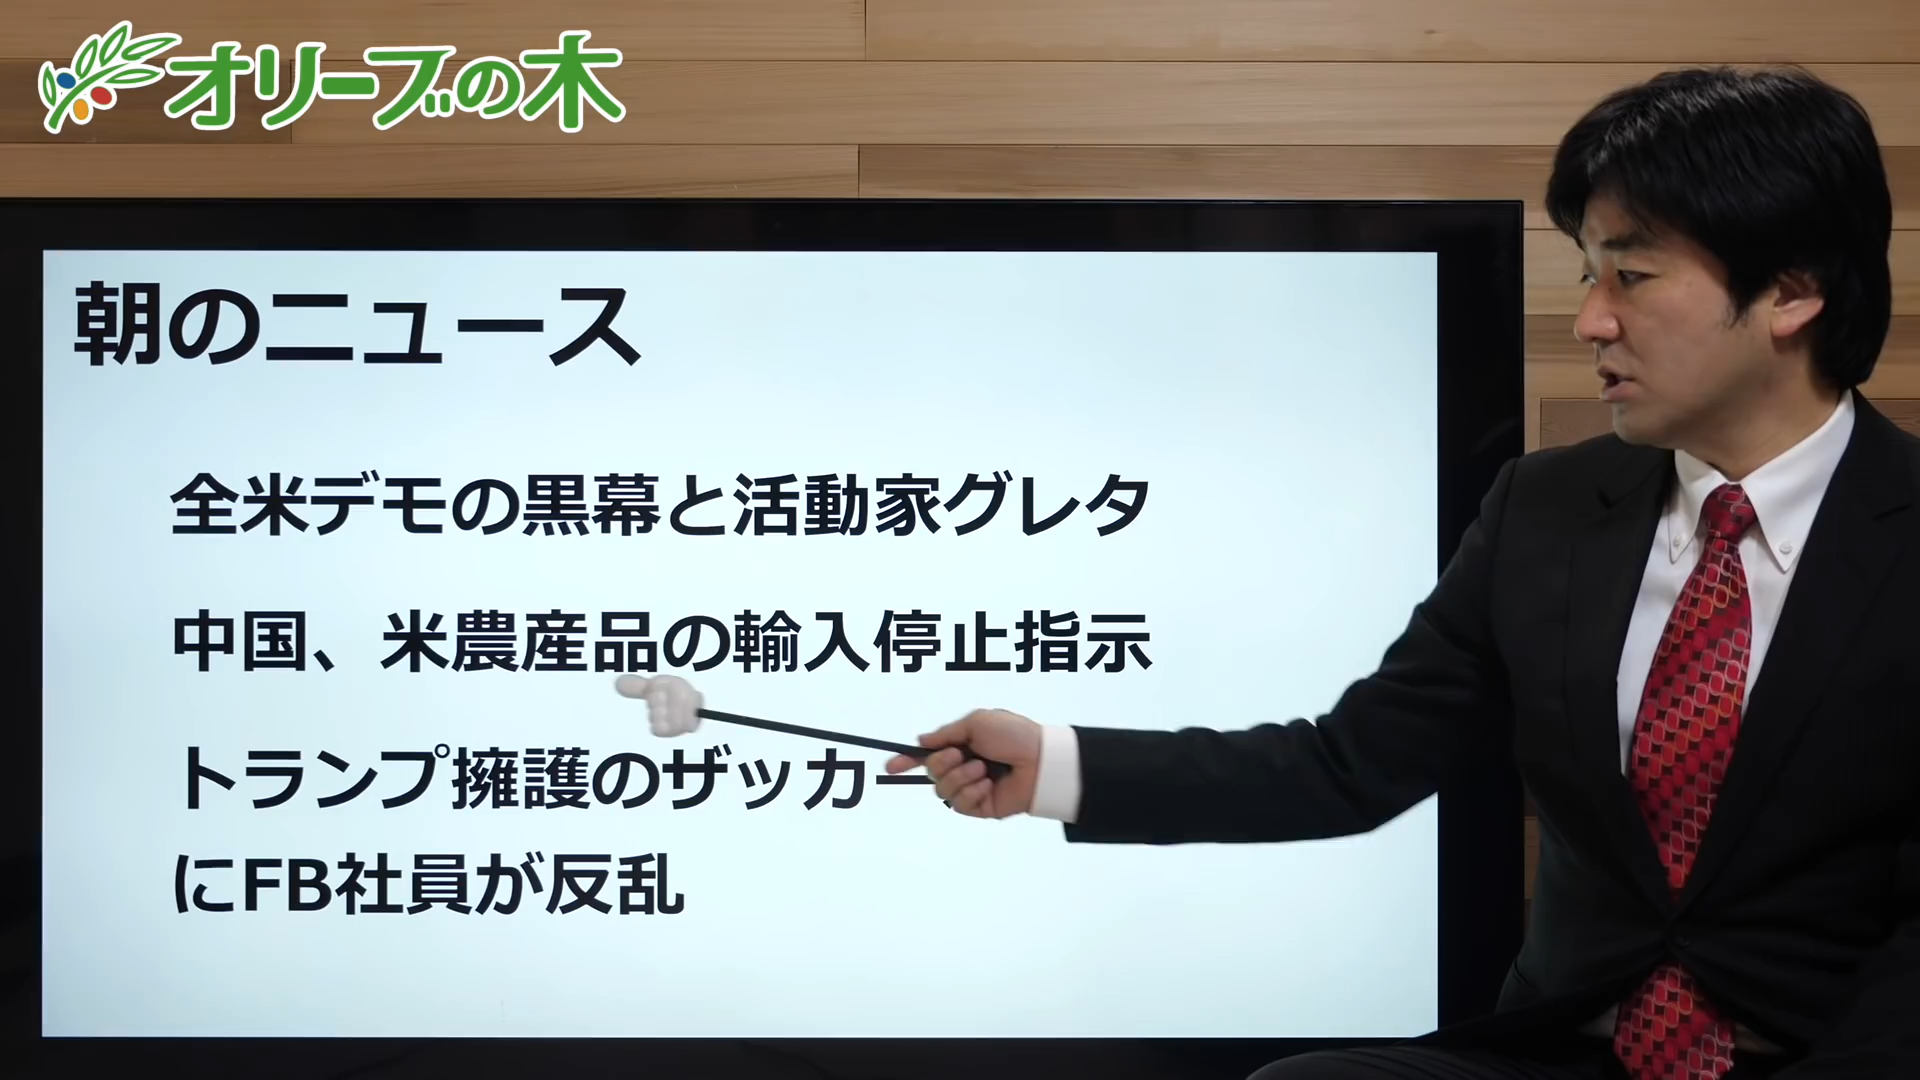 オリーブの木
朝のニュース
全米デモの黒幕と活動家グレタ
中国、米農産品の輸入停止指示
トランプ擁護のザッカー
にFB社員が反乱